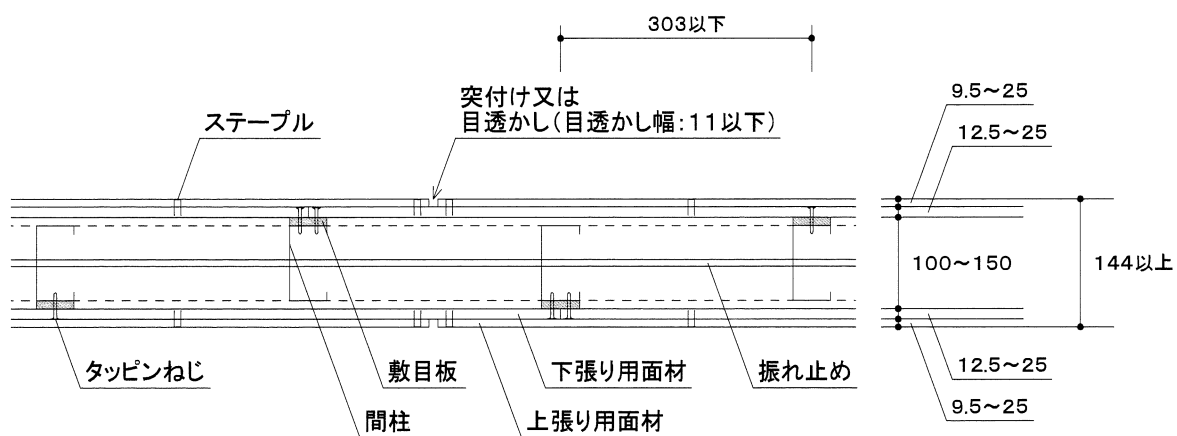 303以下
突付け又は
目透かし(目透かし幅:11以下)
ステープル
9.5～25
12.5～25
100～150
144以上
タッピンねじ
敷目板
下張り用面材
振れ止め
12.5～25
9.5～25
間柱
上張り用面材